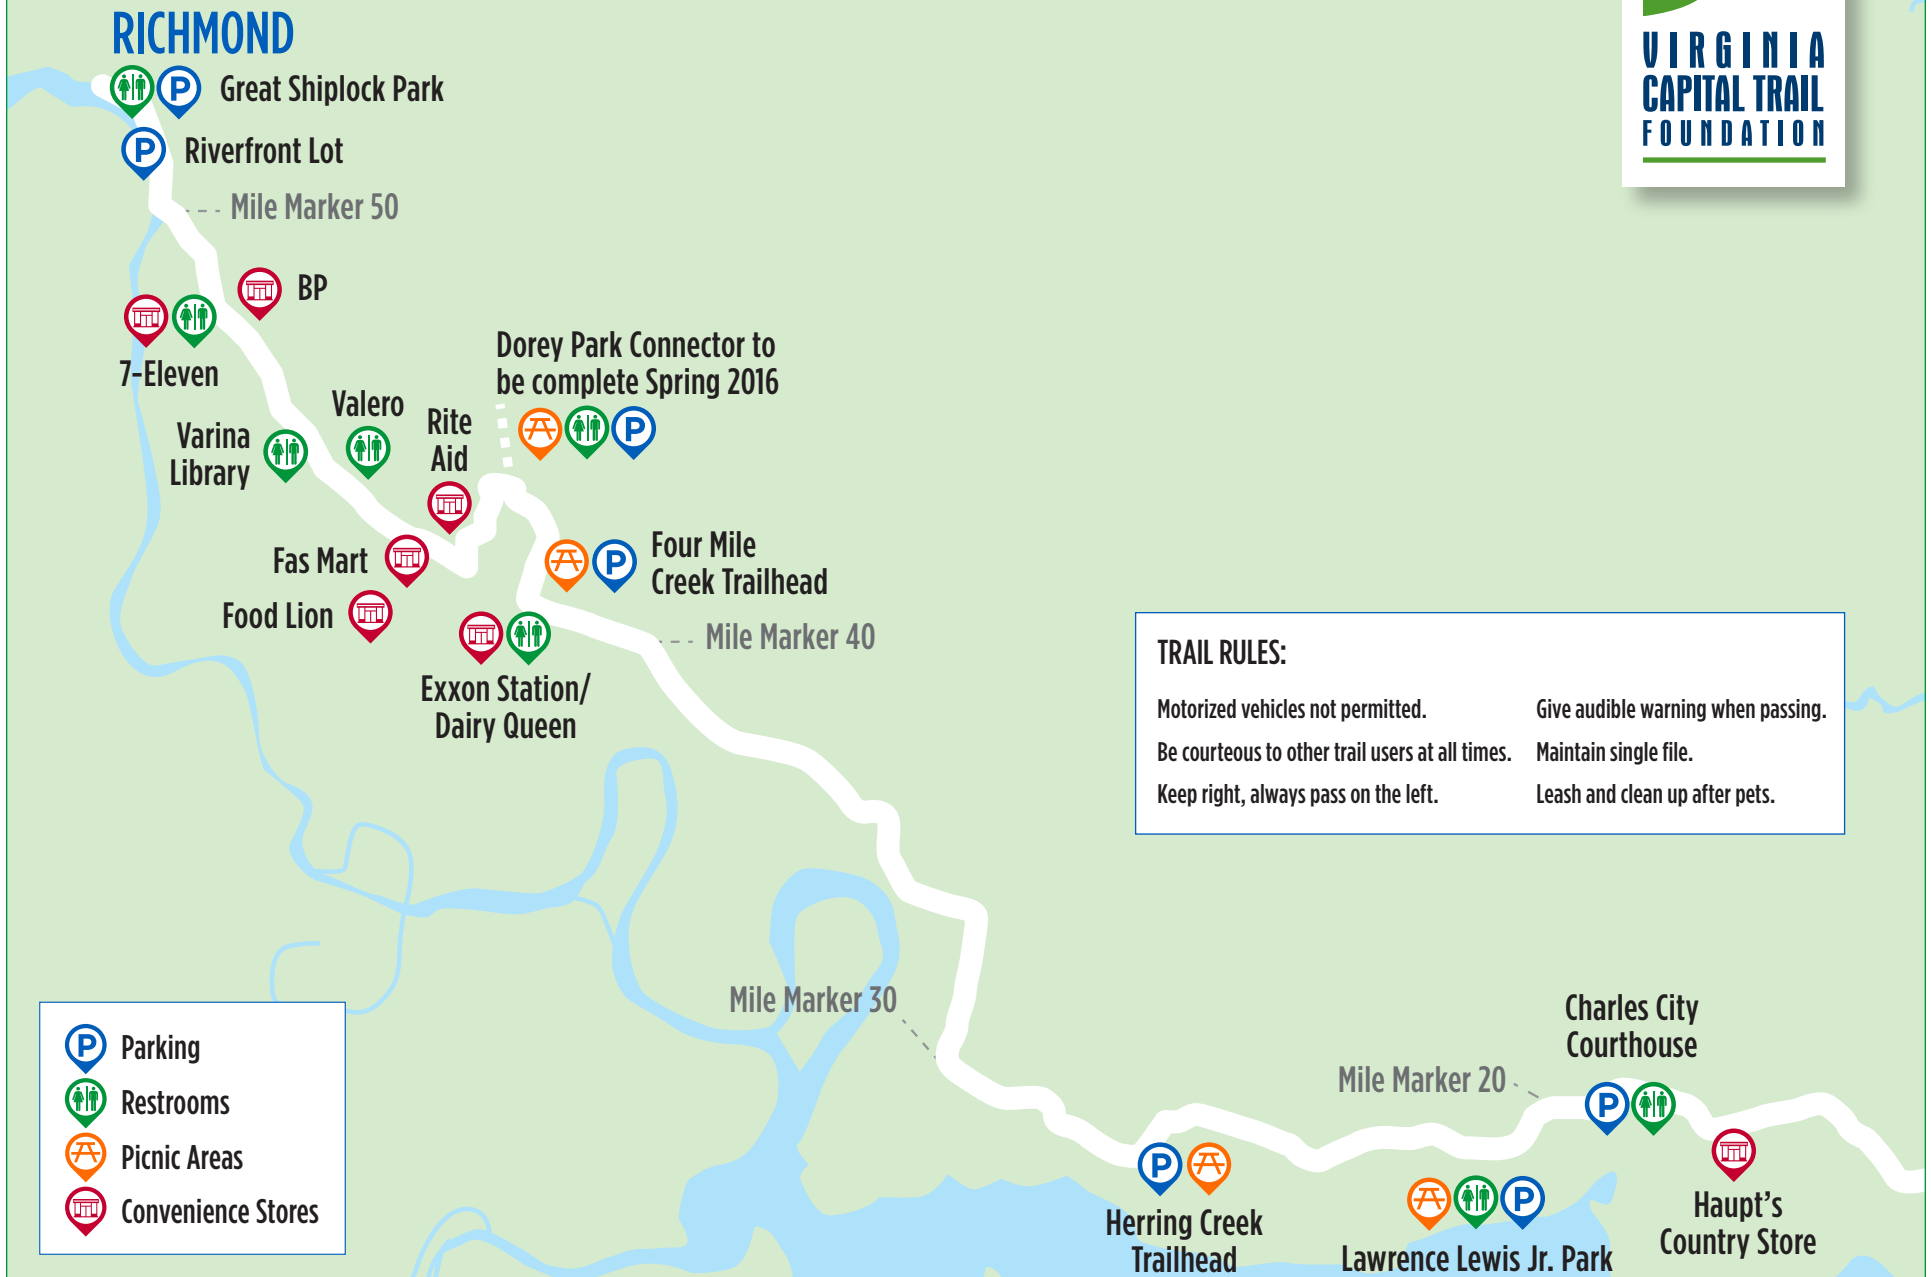 RICHMOND
Great Shiplock Park
Riverfront Lot
Mile Marker 50
BP
7-Eleven
Dorey Park Connector to
be complete Spring 2016
Valero
Varina
Library
Rite
Aid
Fas Mart
Food Lion
Four Mile
Creek Trailhead
Mile Marker 40
Exxon Station/
Dairy Queen
VIRGINIA
CAPITAL TRAIL
FOUNDATION
TRAIL RULES:
Motorized vehicles not permitted.
Be courteous to other trail users at all times.
Keep right, always pass on the left.
Give audible warning when passing.
Maintain single file.
Leash and clean up after pets.
Mile Marker 30
Mile Marker 20
Charles City
Courthouse
Herring Creek
Trailhead
Lawrence Lewis Jr. Park
Haupt's
Country Store
P Parking
Restrooms
Picnic Areas
Convenience Stores